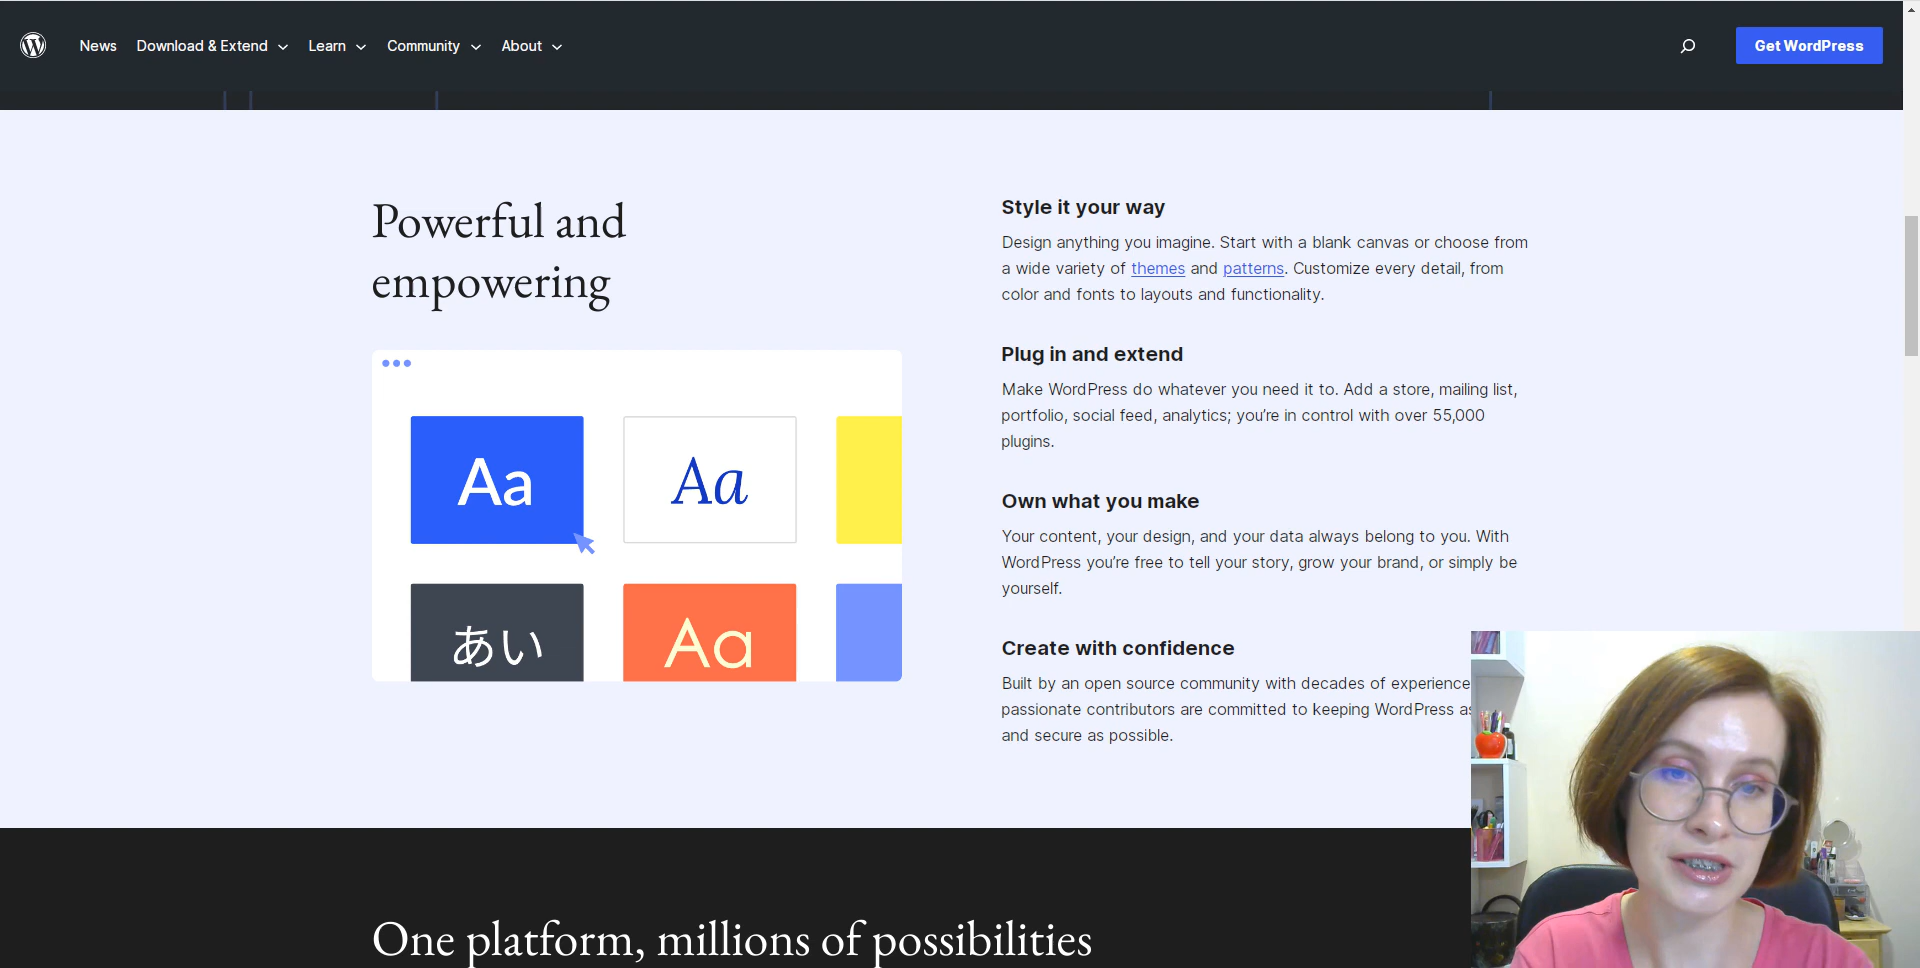 News Download & Extend Learn Community About Get WordPress
Powerful and
empowering
Aa
Aa
あい
Aa
Style it your way
Design anything you imagine. Start with a blank canvas or choose from
a wide variety of themes and patterns. Customize every detail, from
color and fonts to layouts and functionality.
Plug in and extend
Make WordPress do whatever you need it to. Add a store, mailing list,
portfolio, social feed, analytics; you’re in control with over 55,000
plugins.
Own what you make
Your content, your design, and your data always belong to you. With
WordPress you’re free to tell your story, grow your brand, or simply be
yourself.
Create with confidence
Built by an open source community with decades of experience
passionate contributors are committed to keeping WordPress as
and secure as possible.
One platform, millions of possibilities